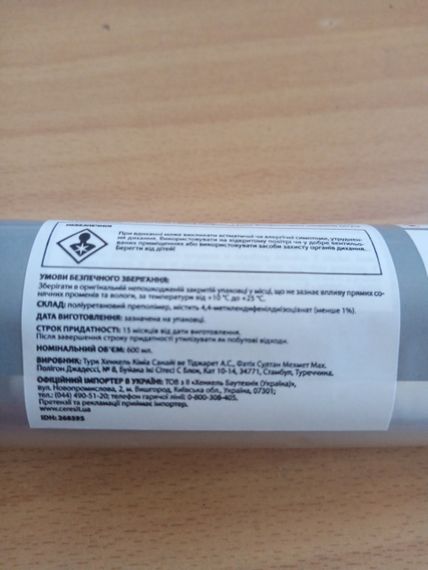 НЕБЕЗПЕЧНО
При вдиханні може викликати астматичні чи алергічні симптоми, утруднен-
ня дихання. Використовувати на відкритому повітрі чи у добре вентильо-
ваних приміщеннях або використовувати засоби захисту органів дихання.
Берегти від дітей!
УМОВИ БЕЗПЕЧНОГО ЗБЕРІГАННЯ:
Зберігати в оригінальній непошкодженій закритій упаковці у місці, що не зазнає впливу прямих со-
нячних променів та вологи, за температури від +10 °С до +25 °С.
СКЛАД: поліуретановий преполімер, містить 4,4-метилендифенілдиізоціанат (менше 1%).
ДАТА ВИГОТОВЛЕННЯ: зазначена на упаковці.
СТРОК ПРИДАТНОСТІ: 15 місяців від дати виготовлення.
Після завершення строку придатності утилізувати як побутові відходи.
НОМІНАЛЬНИЙ ОБ'ЄМ: 600 мл.
ВИРОБНИК: Турк Хенкель Кімia Санайі ве Тіджарет А.С., Фатіх Султан Мехмет Мах.
Полігон Джадессі, № 8, Буйака Ікі Сітесі С Блок, Кат 10-14, 34771, Стамбул, Туреччина.
ОФІЦІЙНИЙ ІМПОРТЕР В УКРАЇНІ: ТОВ з ІІ «Хенкель Баутехнік (Україна)»,
вул. Новопромислова, 2, м. Вишгород, Київська обл., Україна, 07301;
тел.: (044) 490-51-20; телефон гарячої лінії: 0-800-308-405.
Претензії та рекламації приймає імпортер.
www.ceresit.ua
IDH: 268395